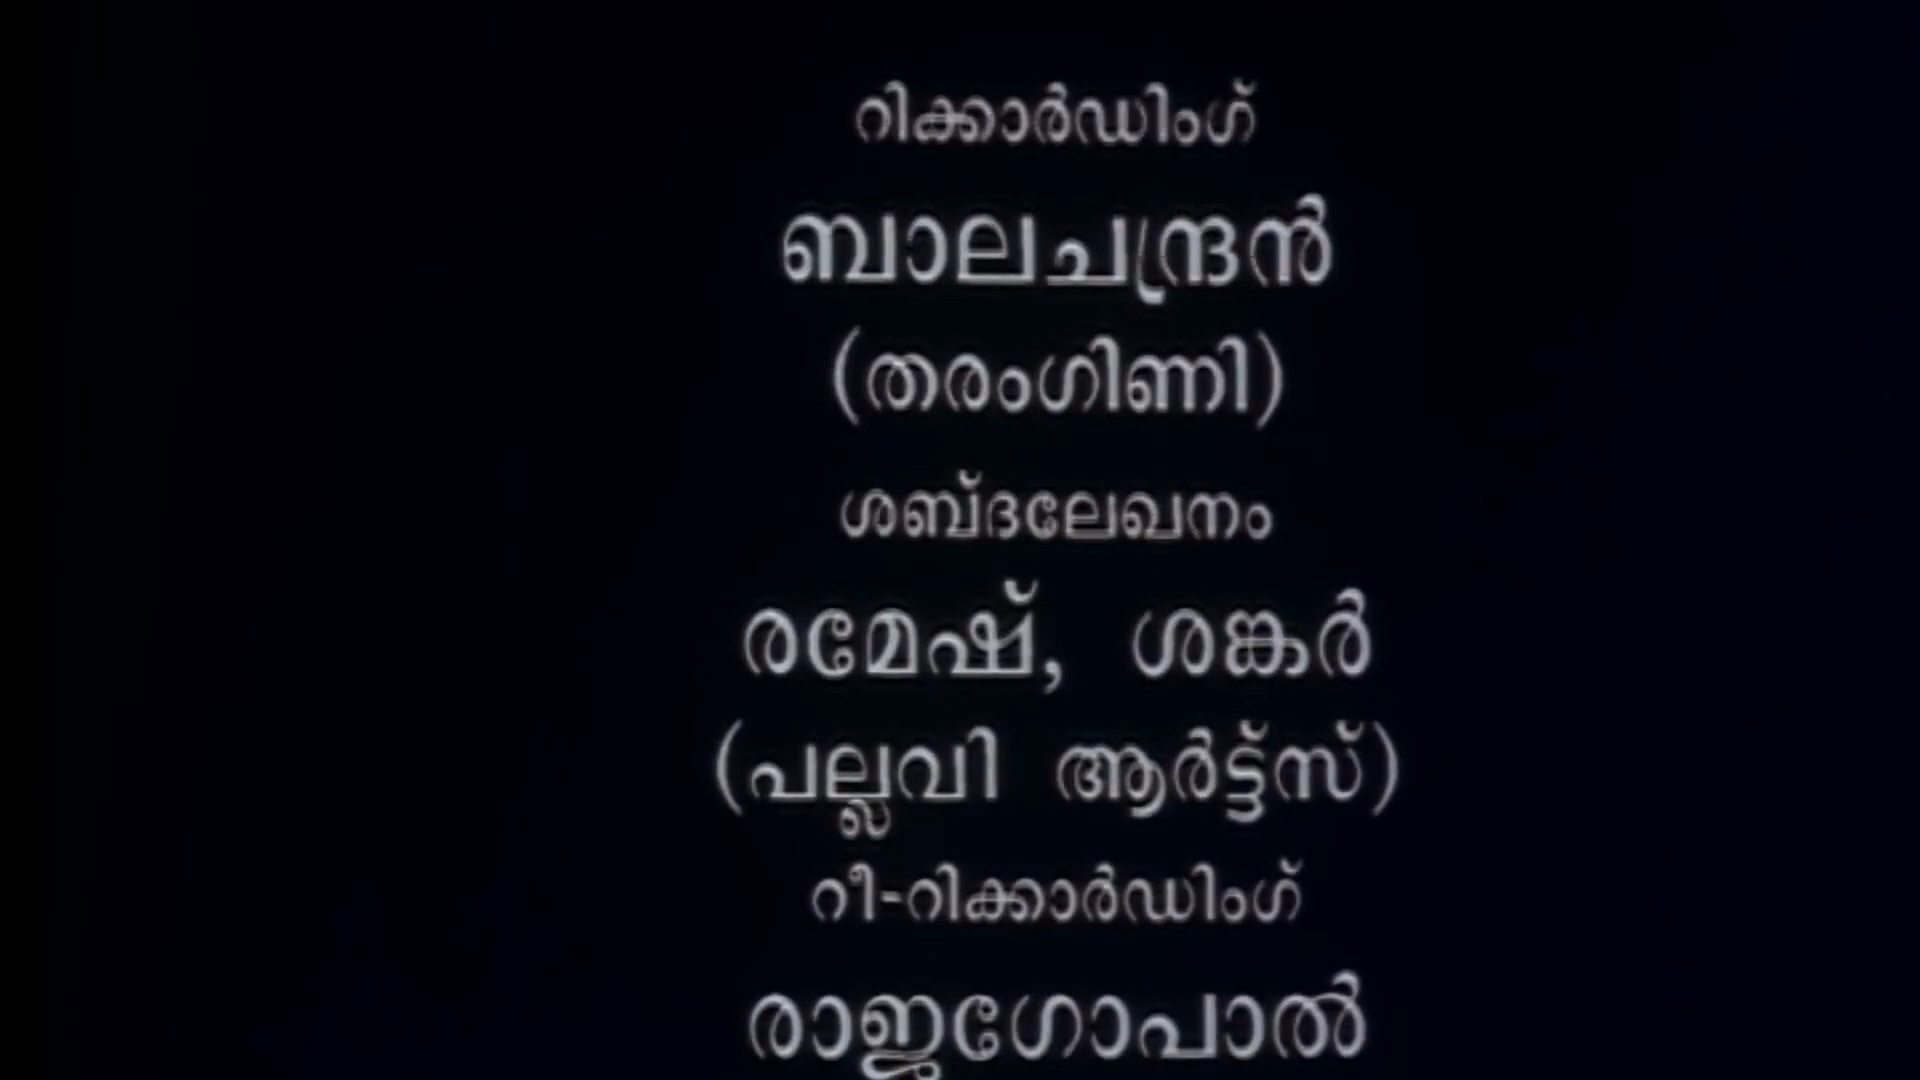 റിക്കാർഡിംഗ്
ബാലചന്ദ്രൻ
(തരംഗിണി)
ശബ്ദലേഖനം
രമേഷ്, ശങ്കർ
(പല്ലവി ആർട്ട്സ്)
റീ-റിക്കാർഡിംഗ്
രാജഗോപാൽ